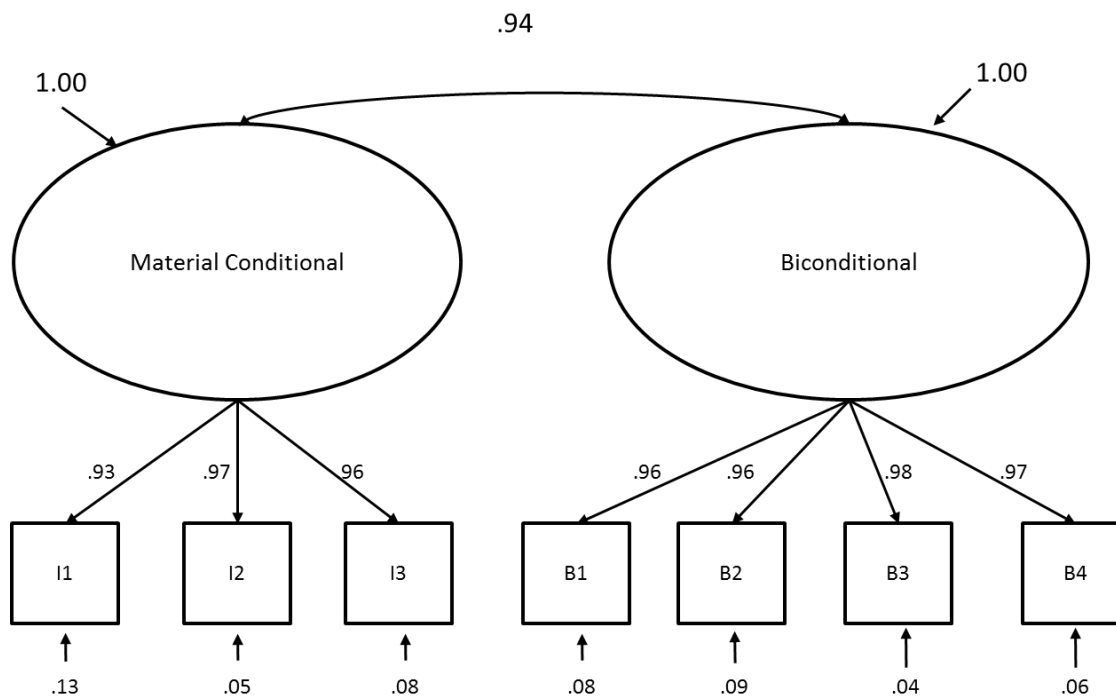 .94
1.00
1.00
Material Conditional
Biconditional
.93
.97
.96
.96
.96
.98
.97
I1
I2
I3
B1
B2
B3
B4
.13
.05
.08
.08
.09
.04
.06